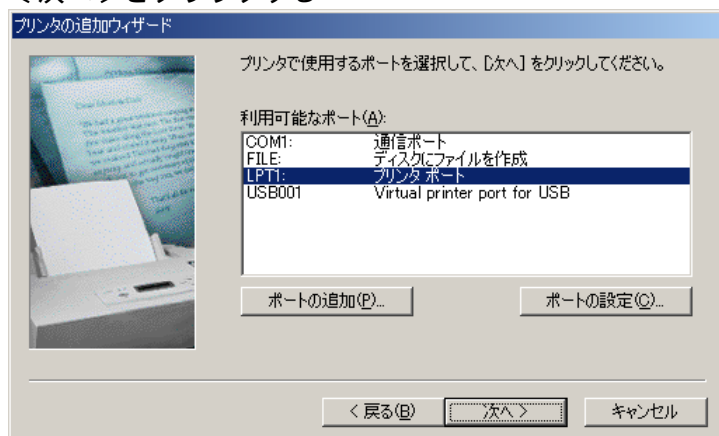 プリンタの追加ウィザード
プリンタで使用するポートを選択して、[次へ] をクリックしてください。
利用可能なポート(A):
COM1: 通信ポート
FILE: ディスクにファイルを作成
LPT1: プリンタ ポート
USB001 Virtual printer port for USB
ポートの追加(P)...
ポートの設定(C)...
< 戻る(B)
次へ >
キャンセル